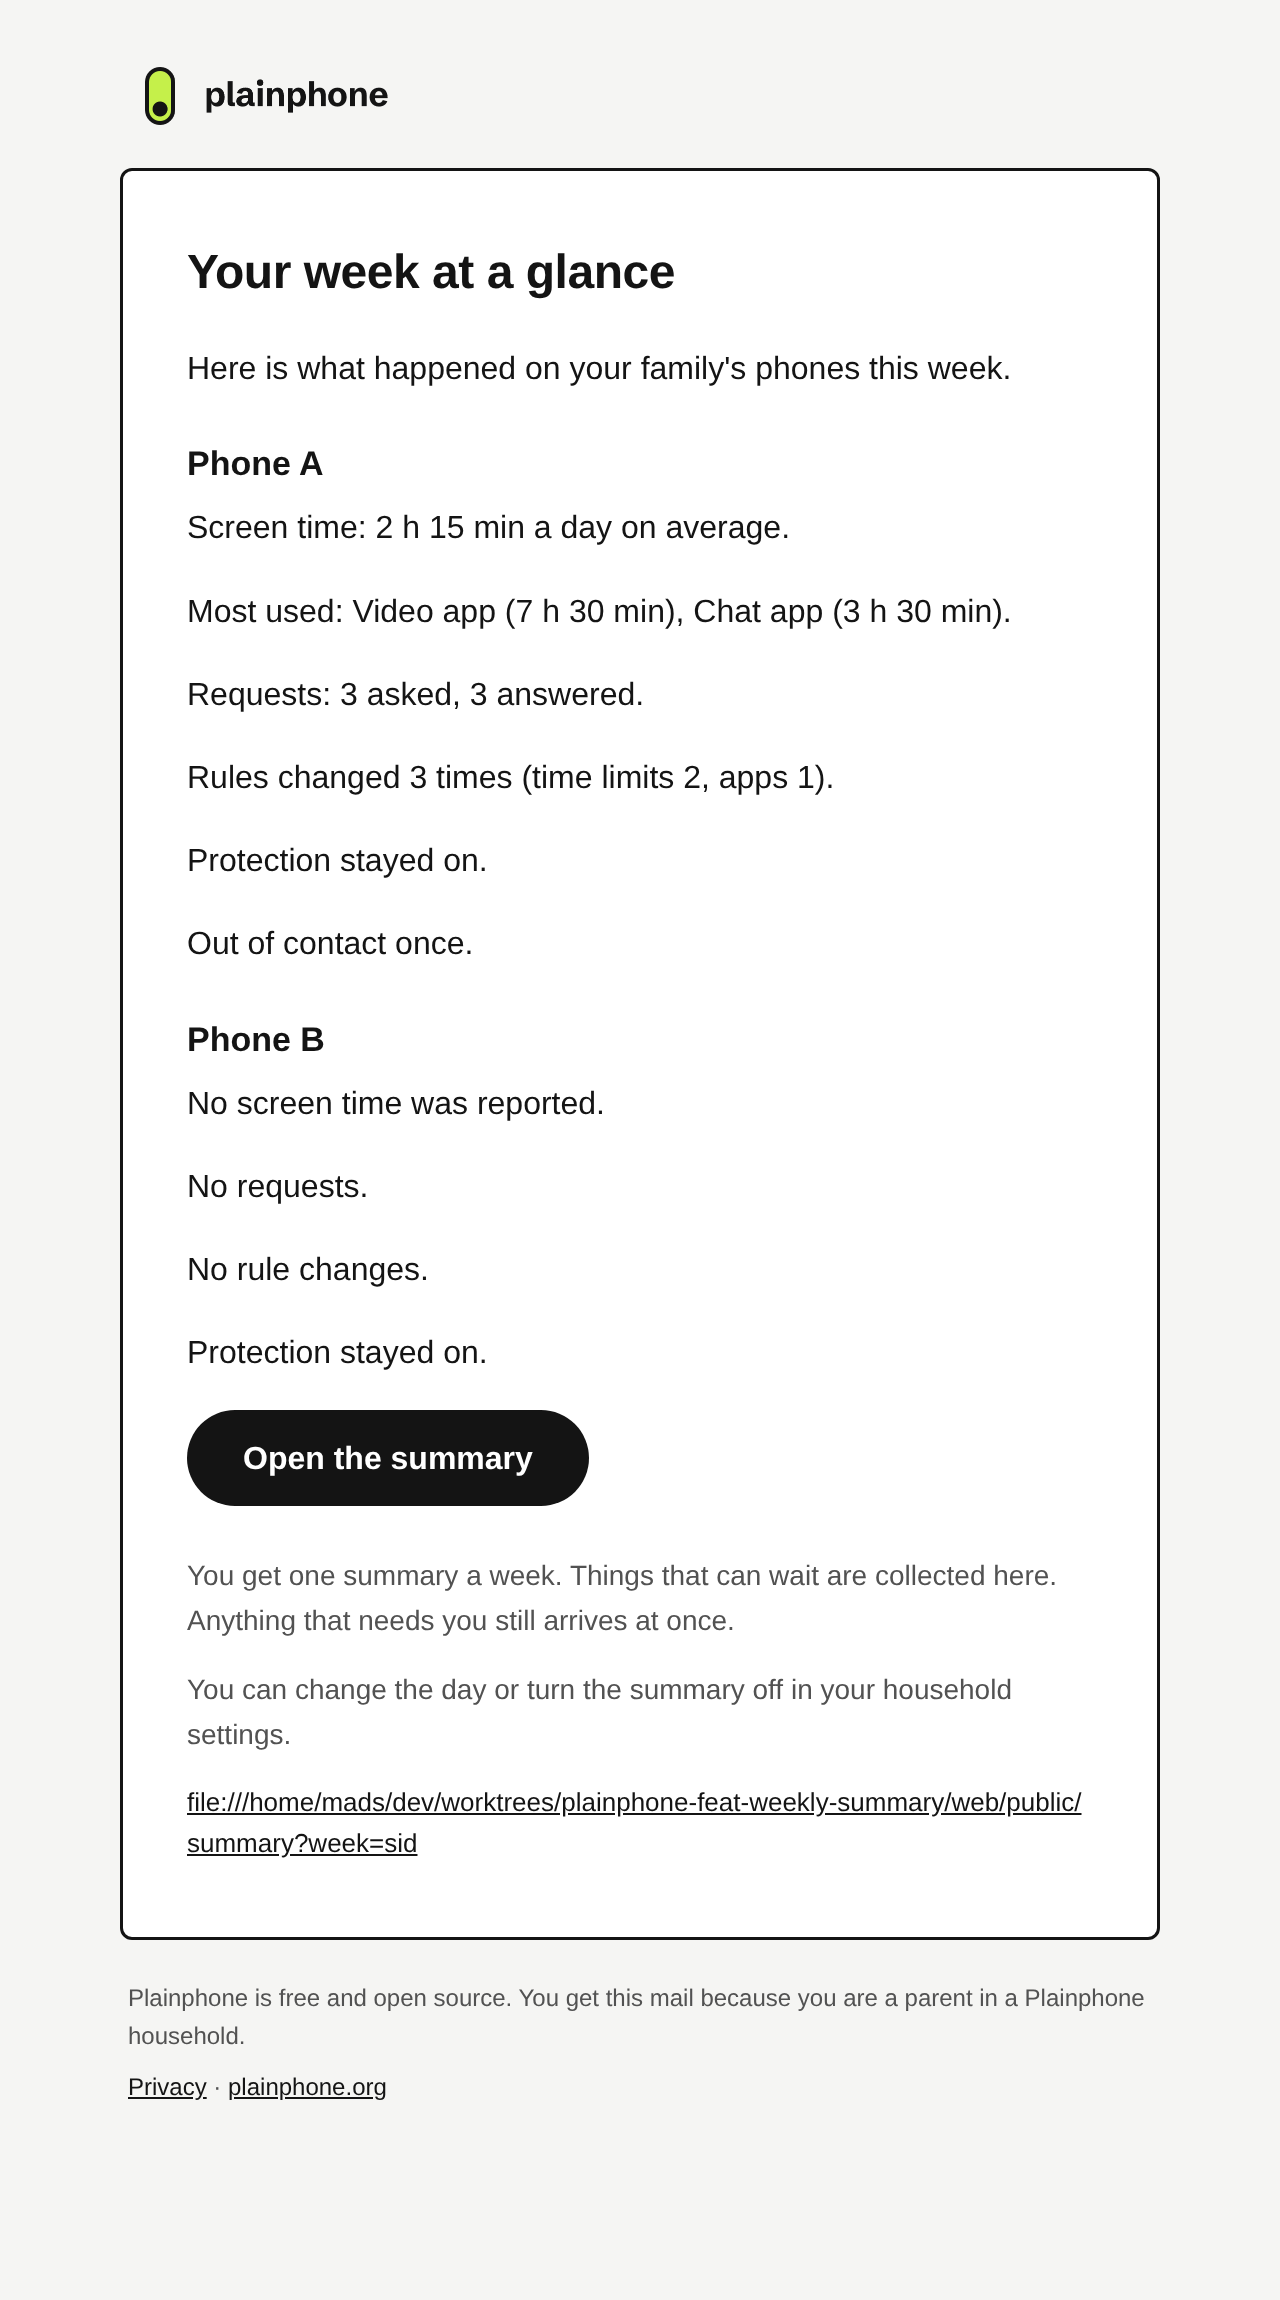 plainphone
Your week at a glance
Here is what happened on your family's phones this week.
Phone A
Screen time: 2 h 15 min a day on average.
Most used: Video app (7 h 30 min), Chat app (3 h 30 min).
Requests: 3 asked, 3 answered.
Rules changed 3 times (time limits 2, apps 1).
Protection stayed on.
Out of contact once.
Phone B
No screen time was reported.
No requests.
No rule changes.
Protection stayed on.
Open the summary
You get one summary a week. Things that can wait are collected here.
Anything that needs you still arrives at once.
You can change the day or turn the summary off in your household
settings.
file:///home/mads/dev/worktrees/plainphone-feat-weekly-summary/web/public/
summary?week=sid
Plainphone is free and open source. You get this mail because you are a parent in a Plainphone
household.
Privacy · plainphone.org